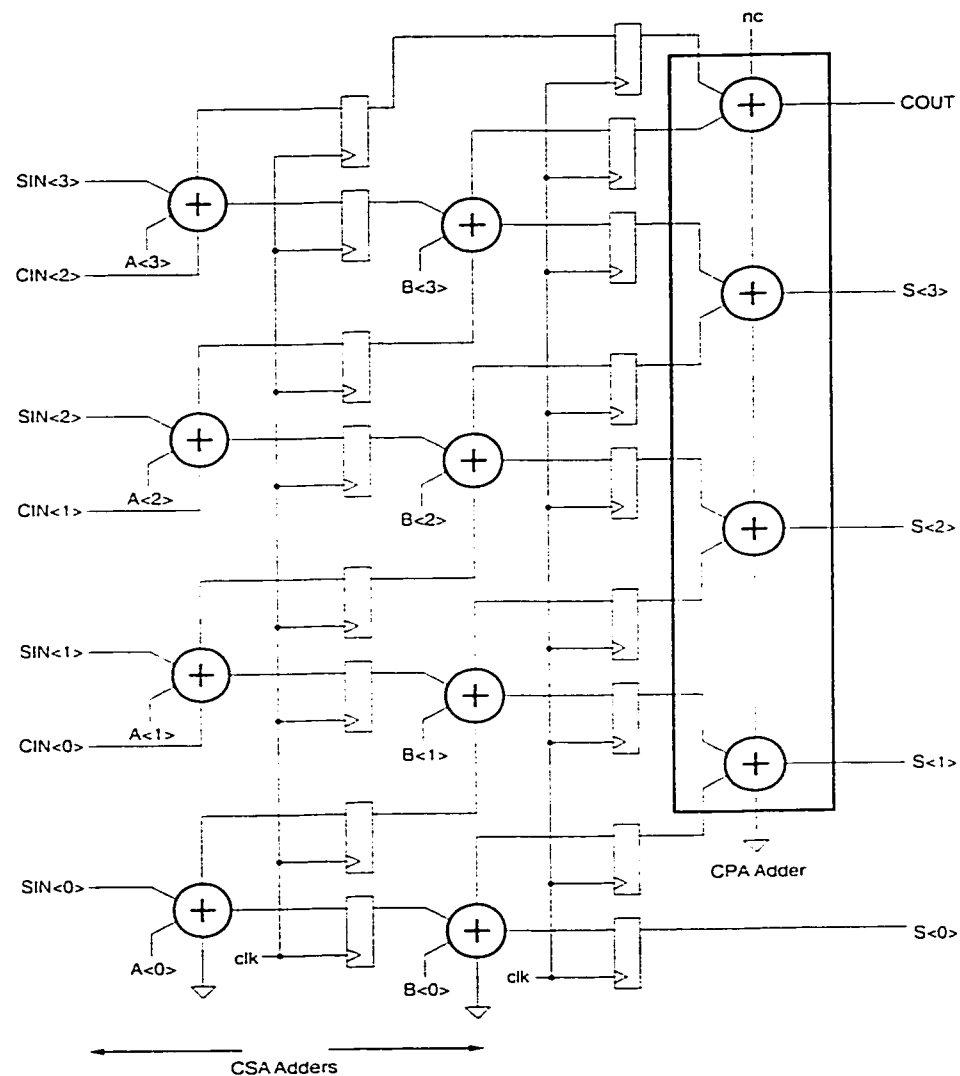 nc
COUT
SIN<3>
A<3>
CIN<2>
B<3>
S<3>
SIN<2>
A<2>
CIN<1>
B<2>
S<2>
SIN<1>
A<1>
CIN<0>
B<1>
S<1>
CPA Adder
SIN<0>
A<0>
clk
B<0>
clk
S<0>
CSA Adders